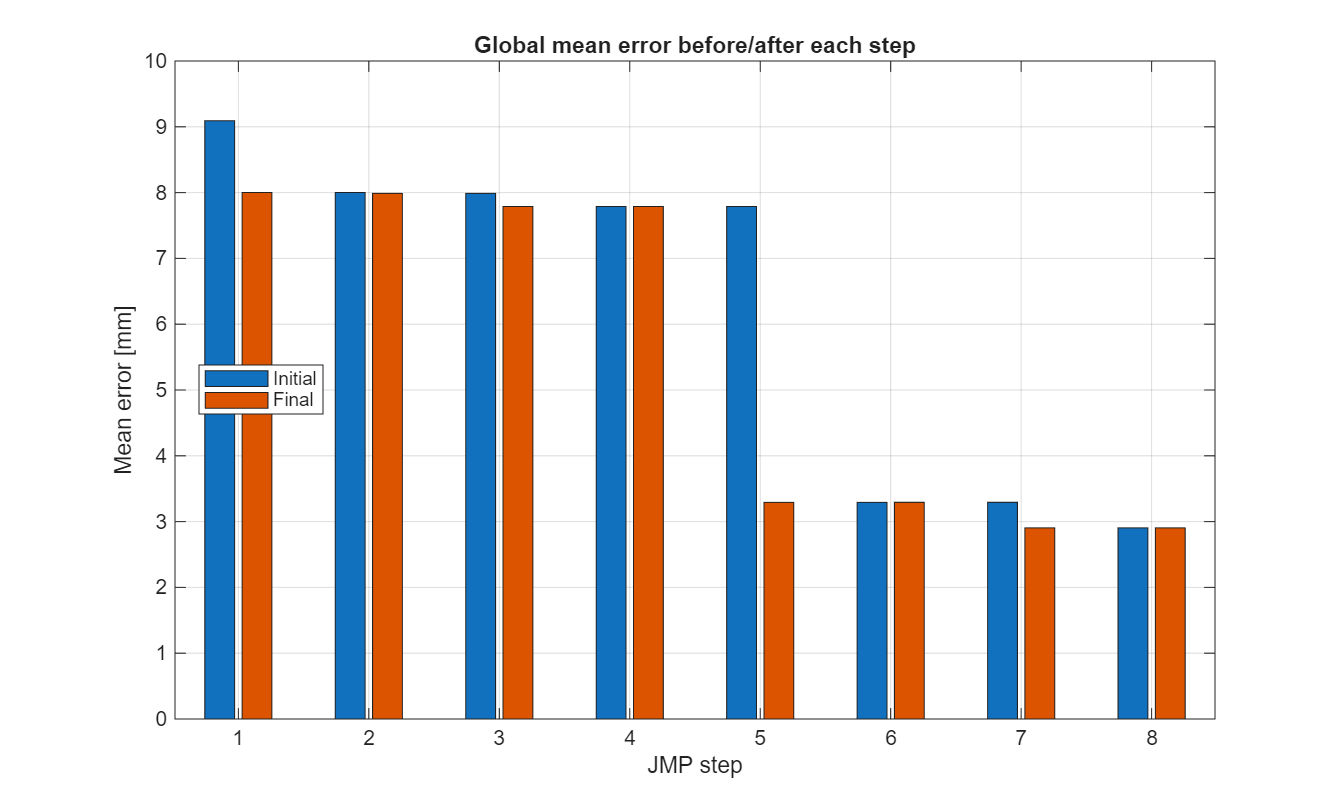 Global mean error before/after each step
10
9
8
7
6
5
4
3
2
1
0
Mean error [mm]
Initial
Final
1 2 3 4 5 6 7 8
JMP step